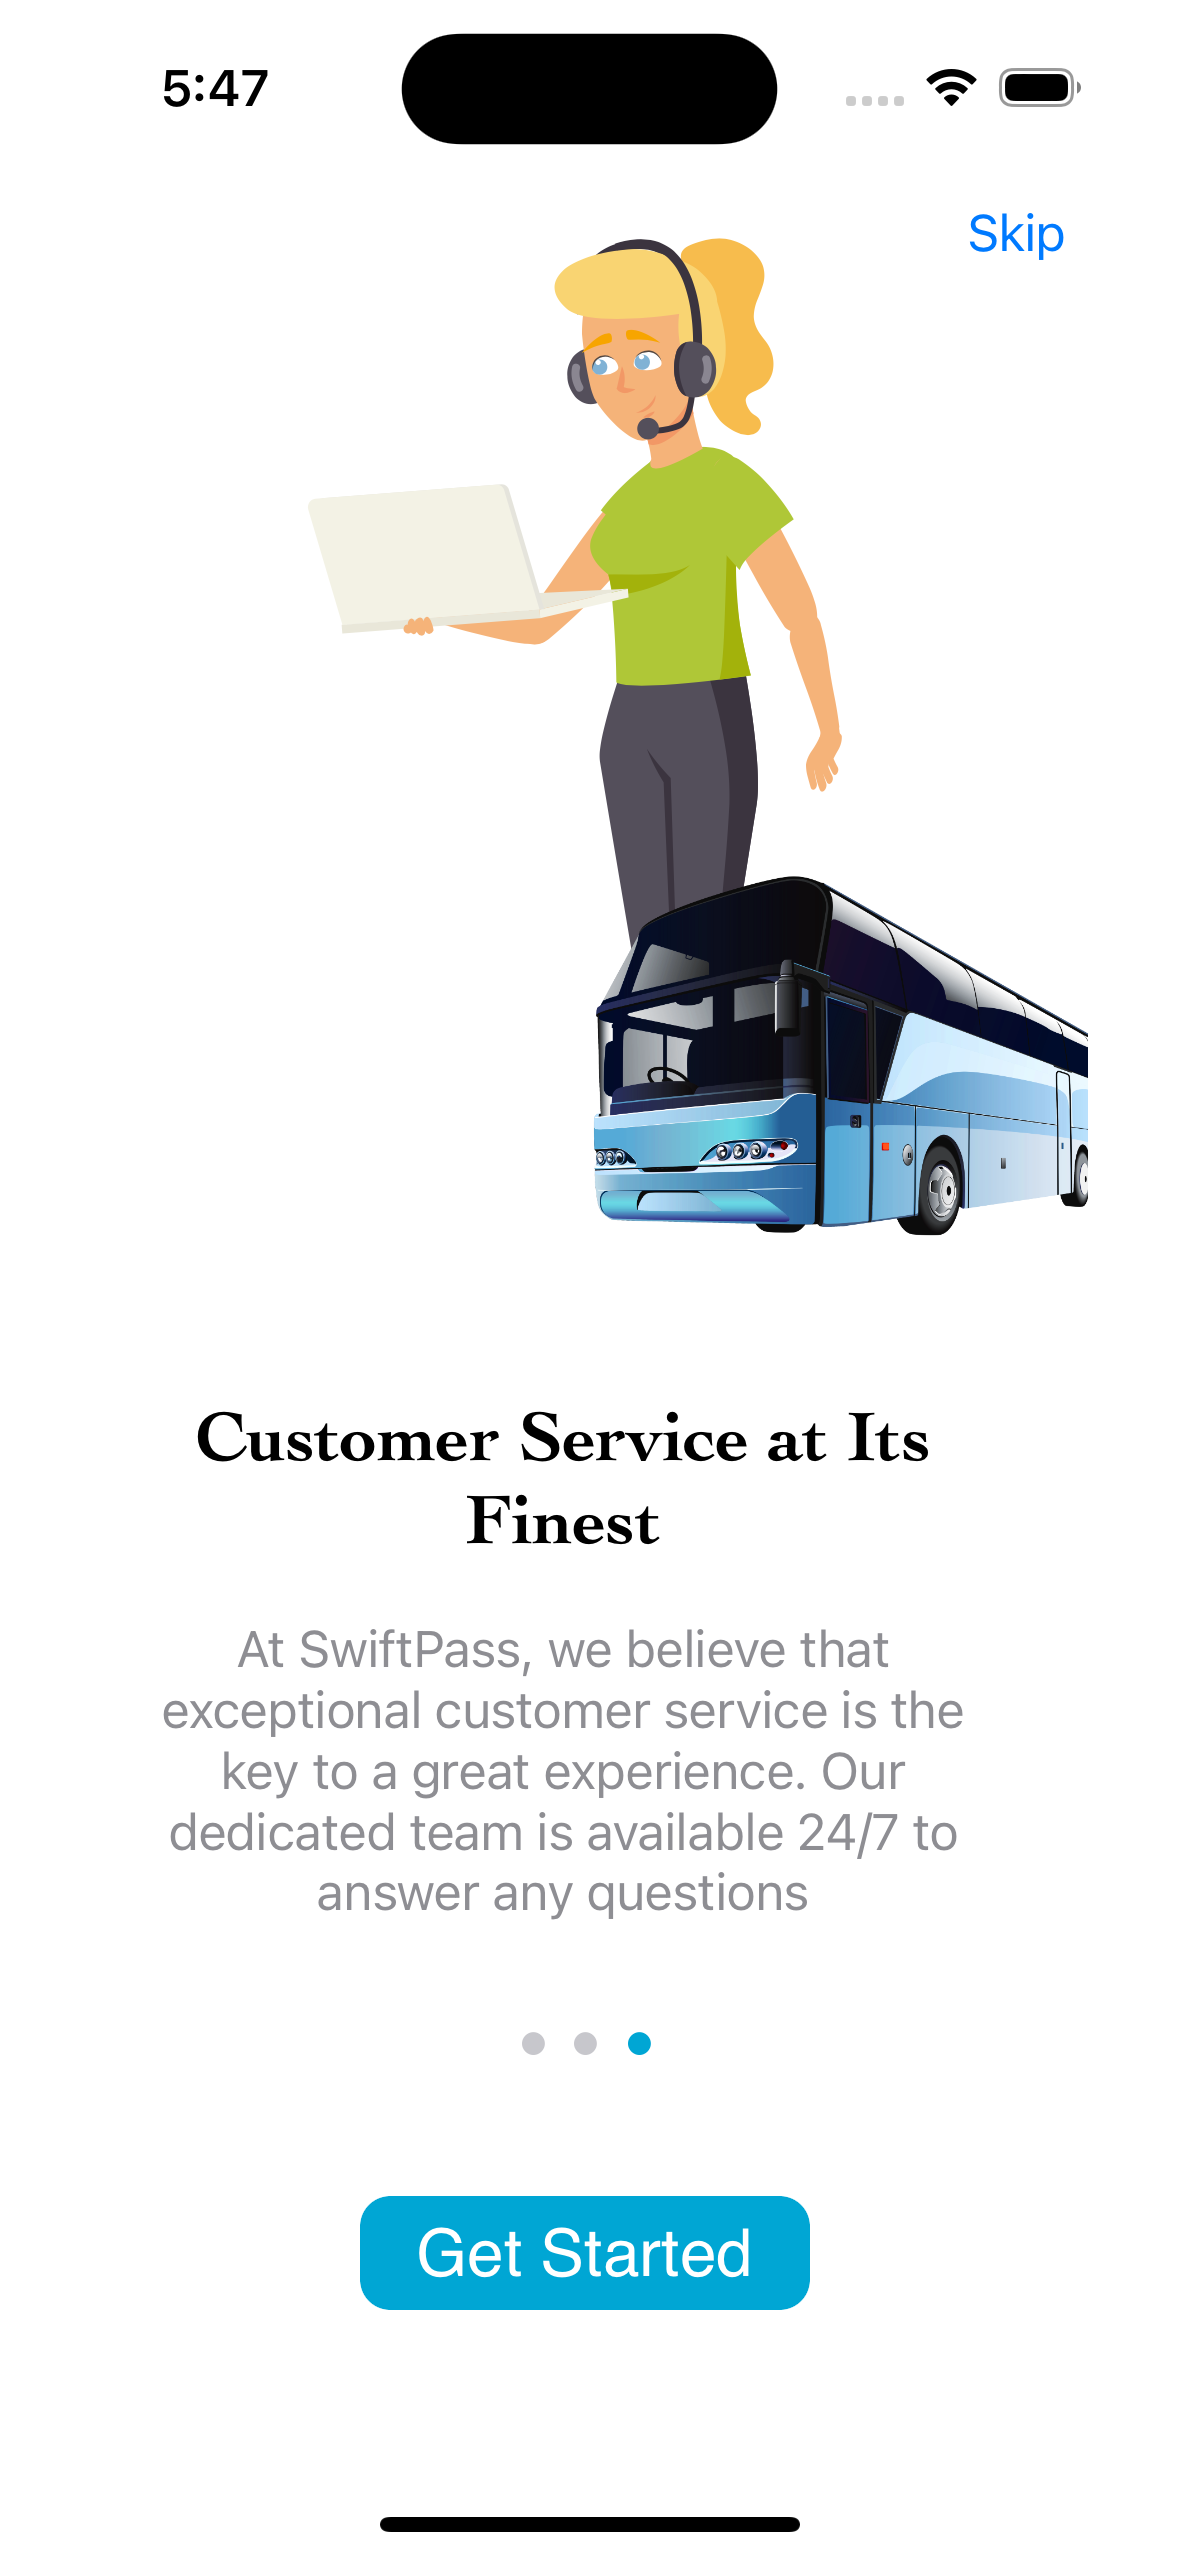 5:47
Skip
Customer Service at Its
Finest
At SwiftPass, we believe that
exceptional customer service is the
key to a great experience. Our
dedicated team is available 24/7 to
answer any questions
Get Started